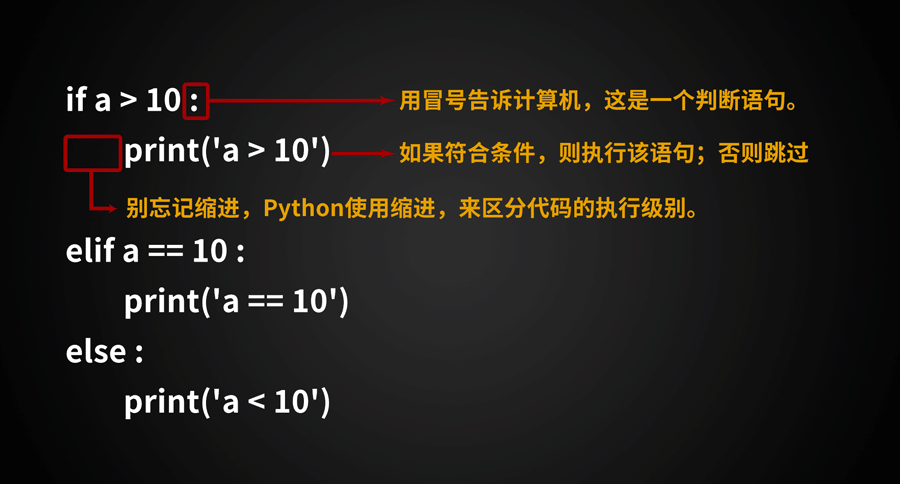 if a > 10 : 用冒号告诉计算机，这是一个判断语句。
print('a > 10') 如果符合条件，则执行该语句；否则跳过
别忘记缩进，Python使用缩进，来区分代码的执行级别。
elif a == 10 :
print('a == 10')
else :
print('a < 10')